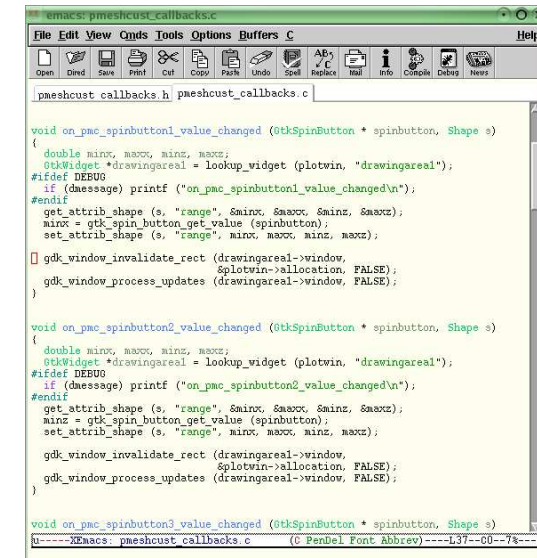 emacs: pmeshcust_callbacks.c
File Edit View Cmds Tools Options Buffers C Help
Open Dired Save Print Cut Copy Paste Undo Spell Replace Mail Info Compile Debug News
pmeshcust callbacks.h pmeshcust_callbacks.c
void on_pmc_spinbutton1_value_changed (GtkSpinButton * spinbutton, Shape s)
{
  double minx, maxx, minz, maxz;
  GtkWidget *drawingarea1 = lookup_widget (plotwin, "drawingarea1");
#ifdef DEBUG
  if (dmessage) printf ("on_pmc_spinbutton1_value_changed\n");
#endif
  get_attrib_shape (s, "range", &minx, &maxx, &minz, &maxz);
  minx = gtk_spin_button_get_value (spinbutton);
  set_attrib_shape (s, "range", minx, maxx, minz, maxz);
  gdk_window_invalidate_rect (drawingarea1->window,
                              &plotwin->allocation, FALSE);
  gdk_window_process_updates (drawingarea1->window, FALSE);
}
void on_pmc_spinbutton2_value_changed (GtkSpinButton * spinbutton, Shape s)
{
  double minx, maxx, minz, maxz;
  GtkWidget *drawingarea1 = lookup_widget (plotwin, "drawingarea1");
#ifdef DEBUG
  if (dmessage) printf ("on_pmc_spinbutton2_value_changed\n");
#endif
  get_attrib_shape (s, "range", &minx, &maxx, &minz, &maxz);
  minz = gtk_spin_button_get_value (spinbutton);
  set_attrib_shape (s, "range", minx, maxx, minz, maxz);
  gdk_window_invalidate_rect (drawingarea1->window,
                              &plotwin->allocation, FALSE);
  gdk_window_process_updates (drawingarea1->window, FALSE);
}
void on_pmc_spinbutton3_value_changed (GtkSpinButton * spinbutton, Shape s)
u-----XEmacs: pmeshcust_callbacks.c (C PenDel Font Abbrev)----L37--C0--7%---